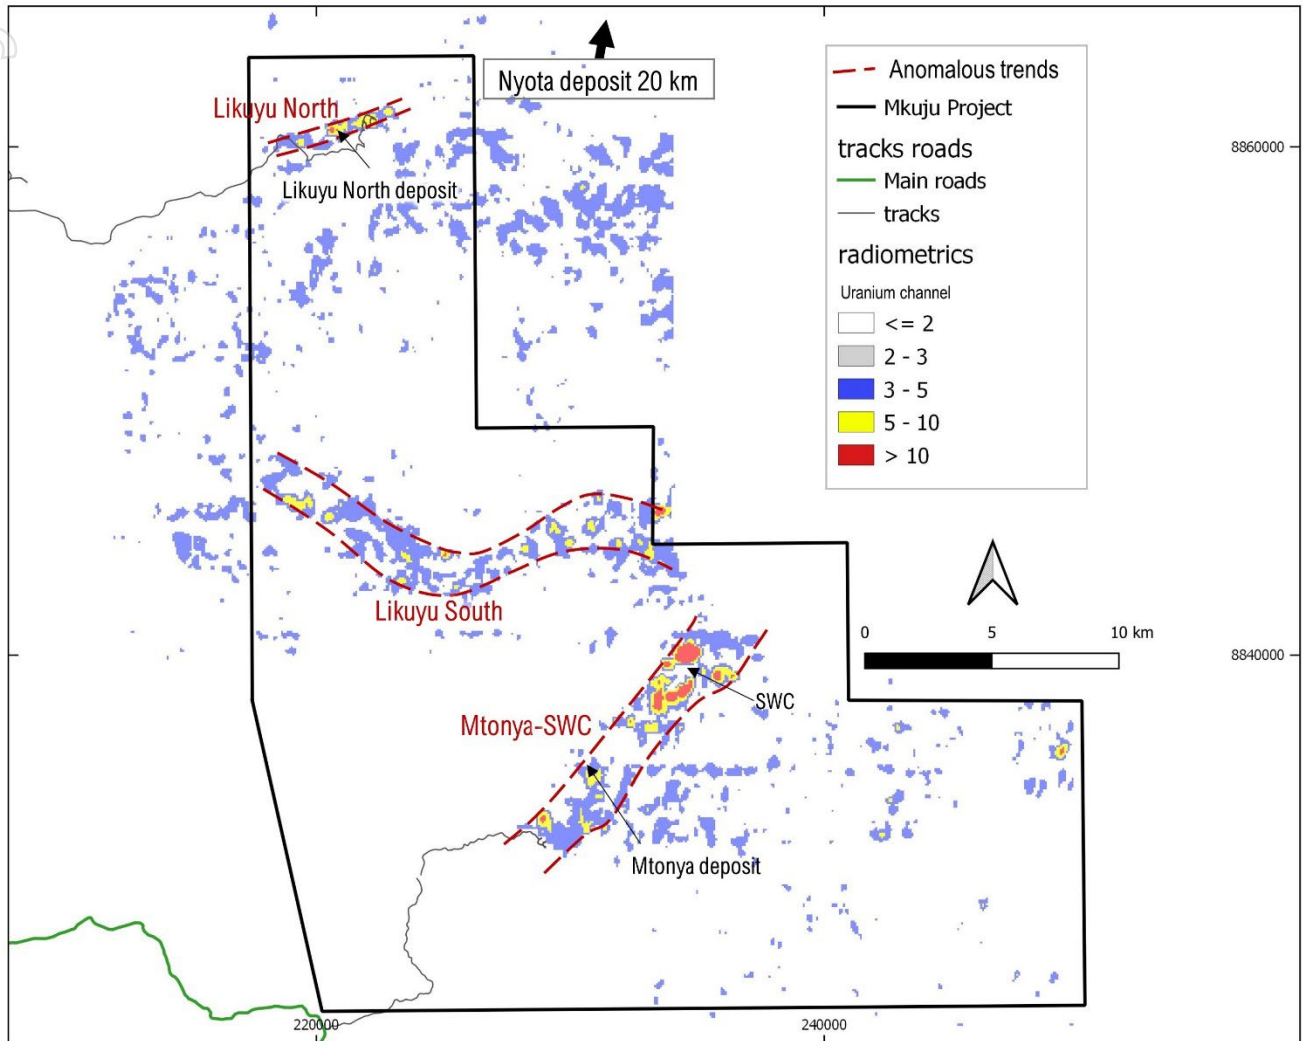 Nyota deposit 20 km
Likuyu North
Likuyu North deposit
Anomalous trends
Mkuju Project
tracks roads
Main roads
tracks
radiometrics
Uranium channel
<= 2
2 - 3
3 - 5
5 - 10
> 10
8860000
Likuyu South
0 5 10 km
8840000
SWC
Mtonya-SWC
Mtonya deposit
220000 240000